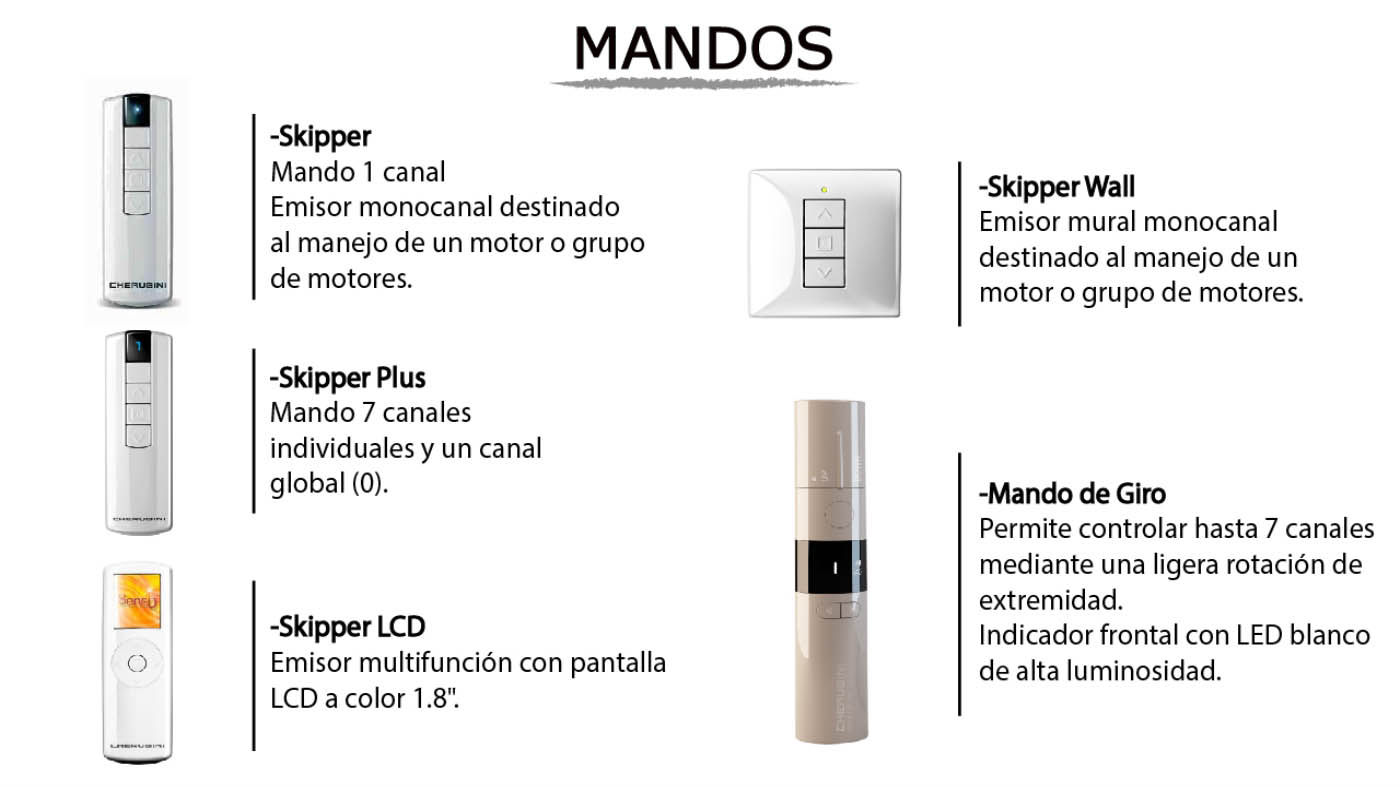 MANDOS
-Skipper
Mando 1 canal
Emisor monocanal destinado
al manejo de un motor o grupo
de motores.
CHERUBINI
-Skipper Plus
Mando 7 canales
individuales y un canal
global (0).
CHERUBINI
-Skipper LCD
Emisor multifunción con pantalla
LCD a color 1.8".
CHERUBINI
-Skipper Wall
Emisor mural monocanal
destinado al manejo de un
motor o grupo de motores.
-Mando de Giro
Permite controlar hasta 7 canales
mediante una ligera rotación de
extremidad.
Indicador frontal con LED blanco
de alta luminosidad.
CHERUBINI